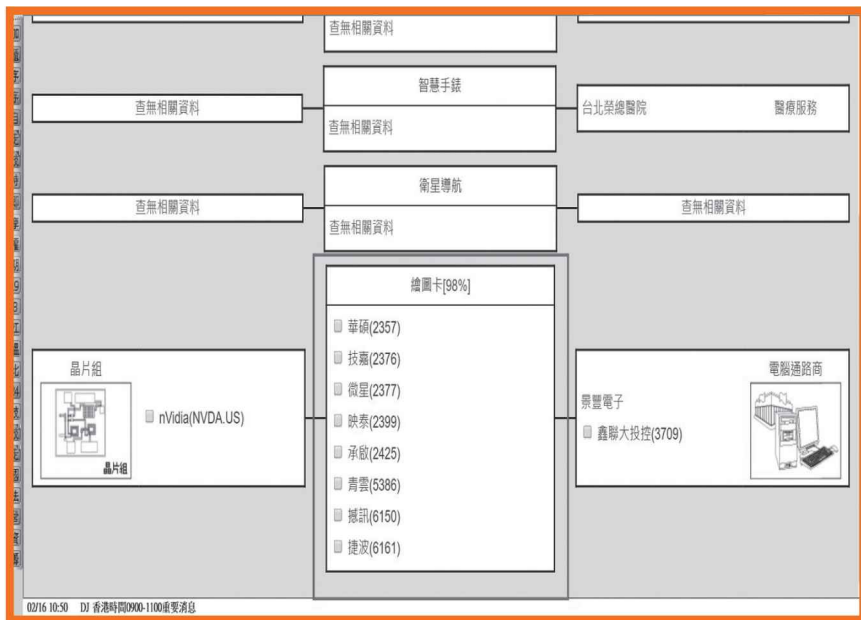 查無相關資料
智慧手錶
查無相關資料
查無相關資料
台北榮總醫院 醫療服務
衛星導航
查無相關資料
查無相關資料
查無相關資料
繪圖卡[98%]
華碩(2357)
技嘉(2376)
微星(2377)
映泰(2399)
承啟(2425)
青雲(5386)
撼訊(6150)
捷波(6161)
晶片組
nVidia(NVDA.US)
晶片組
電腦通路商
景豐電子
鑫聯大投控(3709)
02/16 10:50 DJ 香港時間0900-1100重要消息